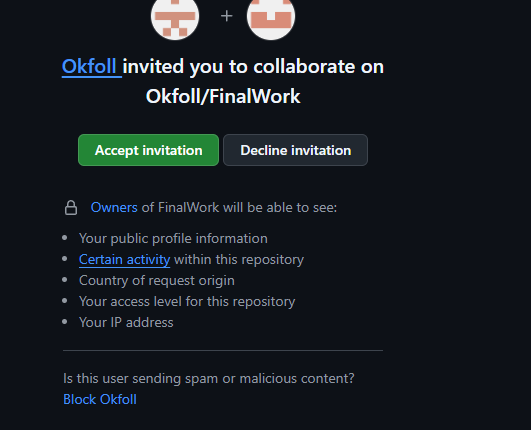 Okfoll invited you to collaborate on
Okfoll/FinalWork
Accept invitation
Decline invitation
Owners of FinalWork will be able to see:
Your public profile information
Certain activity within this repository
Country of request origin
Your access level for this repository
Your IP address
Is this user sending spam or malicious content?
Block Okfoll